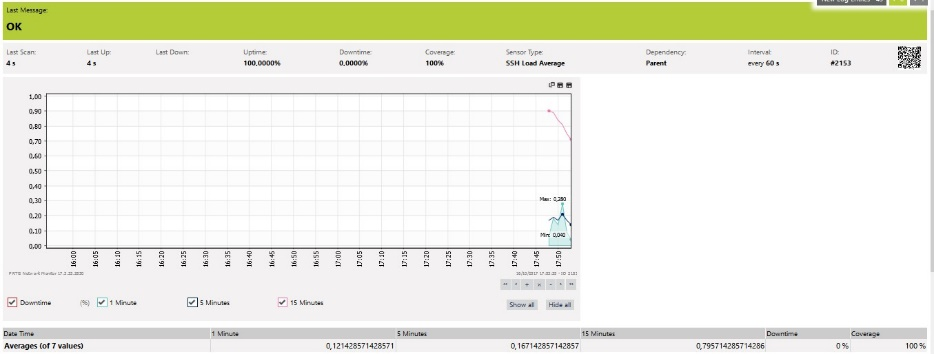 Last Message:
OK
Last Scan: Last Up: Last Down: Uptime: Downtime: Coverage: Sensor Type: Dependency: Interval: ID:
4 s 4 s 100,0000% 0,0000% 100% SSH Load Average Parent every 60 s #2153
1,00
0,90
0,80
0,70
0,60
0,50
0,40
0,30
0,20
0,10
0,00
Max: 0,280
Min: 0,040
16:00 16:05 16:10 16:15 16:20 16:25 16:30 16:35 16:40 16:45 16:50 16:55 17:00 17:05 17:10 17:15 17:20 17:25 17:30 17:35 17:40 17:45 17:50
PRTG Network Monitor
Downtime (%) 1 Minute 5 Minutes 15 Minutes Show all Hide all
Date Time 1 Minute 5 Minutes 15 Minutes Downtime Coverage
Averages (of 7 values) 0,121428571428571 0,167142857142857 0,795714285714286 0 % 100 %